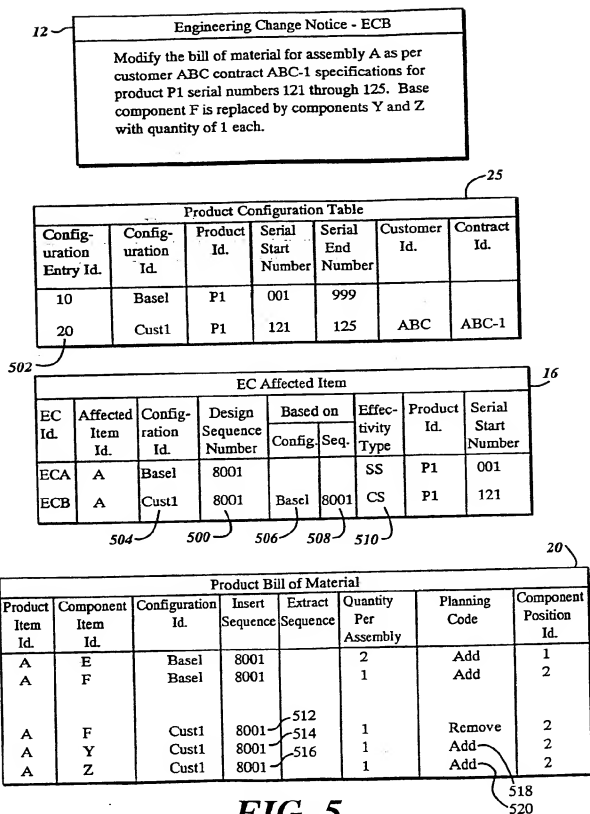 12
Engineering Change Notice - ECB
Modify the bill of material for assembly A as per
customer ABC contract ABC-1 specifications for
product P1 serial numbers 121 through 125. Base
component F is replaced by components Y and Z
with quantity of 1 each.
25
Product Configuration Table
Config- Config- Product Serial Serial Customer Contract
uration uration Id. Start End Id. Id.
Entry Id. Id. Number Number
10 Basel P1 001 999
20 Cust1 P1 121 125 ABC ABC-1
502
16
EC Affected Item
EC Affected Config- Design Based on Effec- Product Serial
Id. Item ration Sequence Config. Seq. tivity Id. Start
Id. Id. Number Type Number
ECA A Basel 8001 SS P1 001
ECB A Cust1 8001 Basel 8001 CS P1 121
504 500 506 508 510
20
Product Bill of Material
Product Component Configuration Insert Extract Quantity Planning Component
Item Item Id. Sequence Sequence Per Code Position
Id. Id. Assembly Id.
A E Basel 8001 2 Add 1
A F Basel 8001 1 Add 2
512
A F Cust1 8001 514 1 Remove 2
A Y Cust1 8001 516 1 Add 2
A Z Cust1 8001 1 Add 2
518
FIG. 5
520